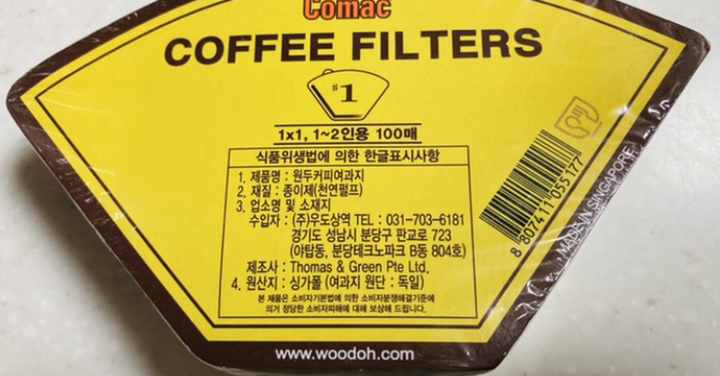 Comac
COFFEE FILTERS
#1
1x1, 1~2인용 100매
식품위생법에 의한 한글표시사항
1. 제품명 : 원두커피여과지
2. 재질 : 종이제(천연펄프)
3. 업소명 및 소재지
수입자 : (주)우도상역 TEL : 031-703-6181
경기도 성남시 분당구 판교로 723
(야탑동, 분당테크노파크 B동 804호)
제조사 : Thomas & Green Pte Ltd.
4. 원산지 : 싱가폴 (여과지 원단 : 독일)
본 제품은 소비자기본법에 의한 소비자분쟁해결기준에
의거 정당한 소비자피해에 대해 보상해 드립니다.
8 807411 055177
MADE IN SINGAPORE
www.woodoh.com